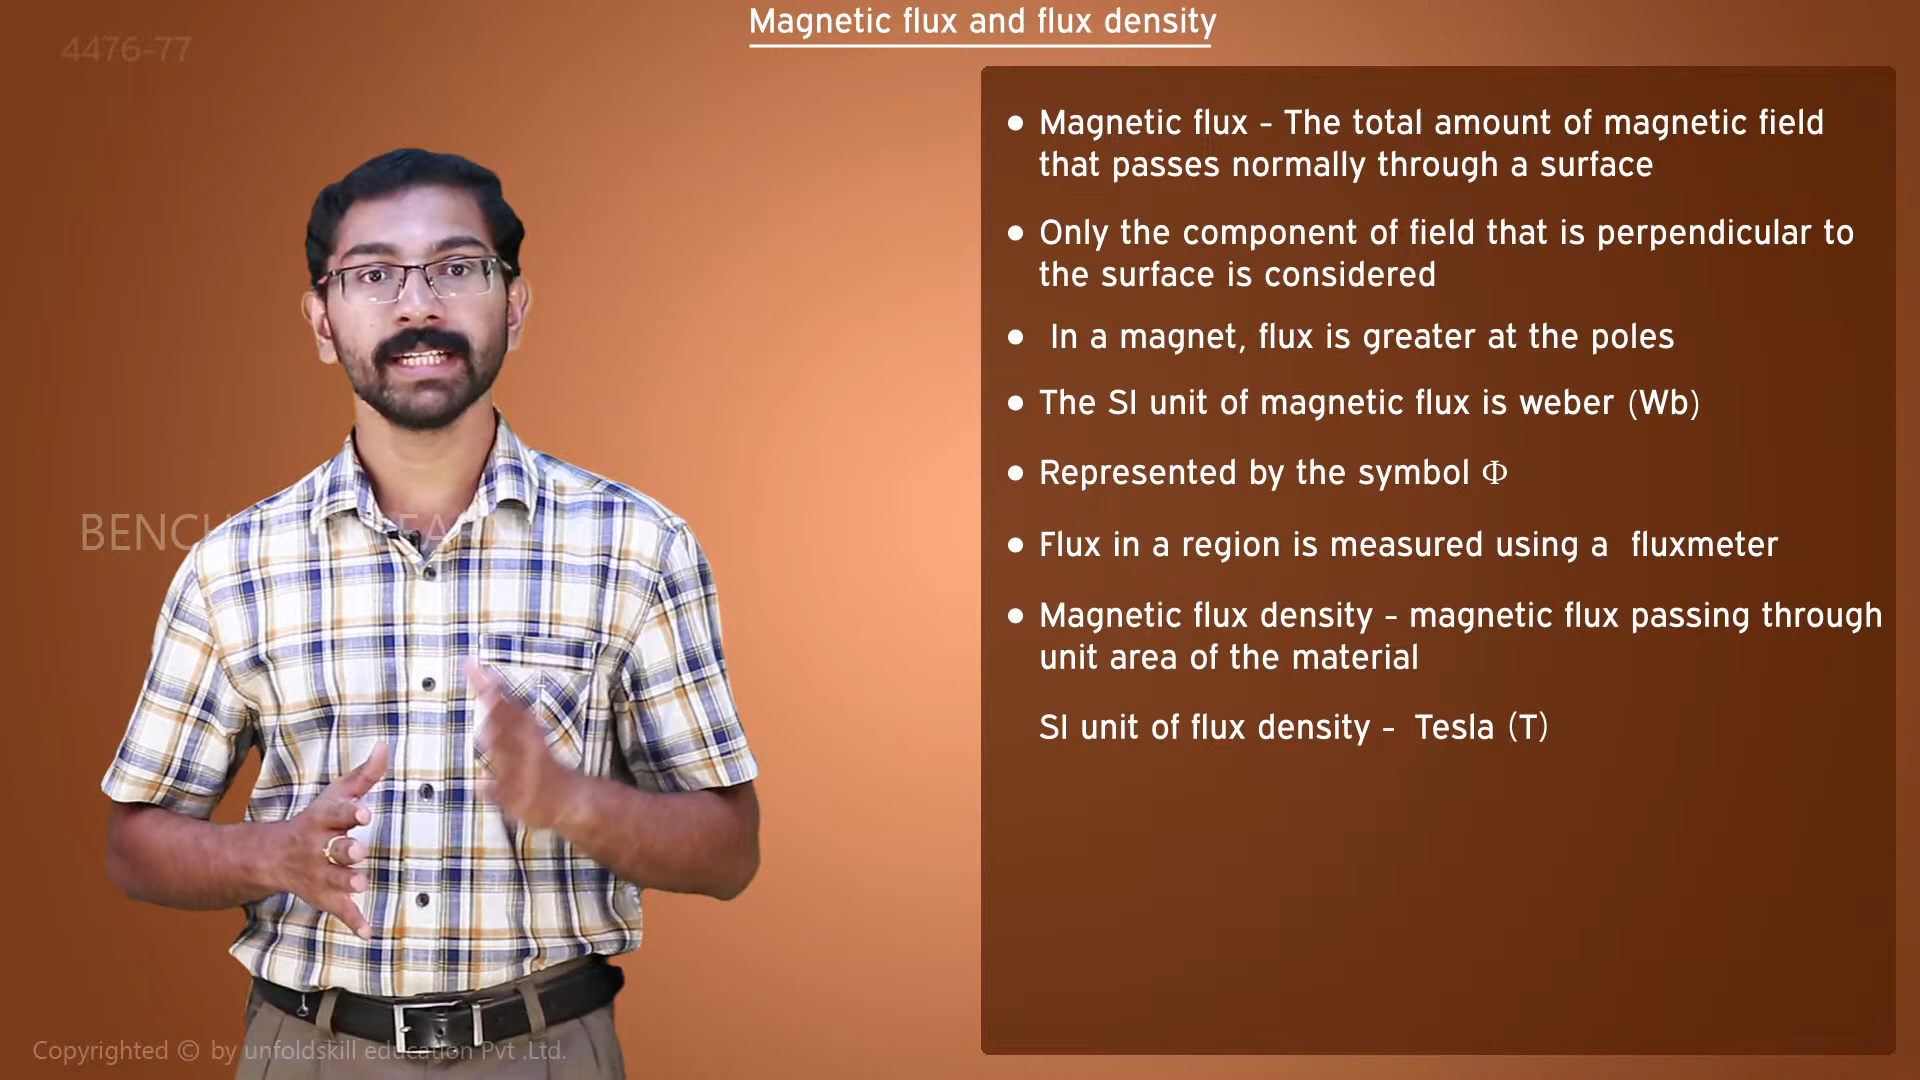 Magnetic flux and flux density
4476-77
• Magnetic flux - The total amount of magnetic field
that passes normally through a surface
• Only the component of field that is perpendicular to
the surface is considered
• In a magnet, flux is greater at the poles
• The SI unit of magnetic flux is weber (Wb)
• Represented by the symbol Φ
• Flux in a region is measured using a fluxmeter
• Magnetic flux density - magnetic flux passing through
unit area of the material
SI unit of flux density - Tesla (T)
Copyrighted © by unfoldskill education Pvt .Ltd.